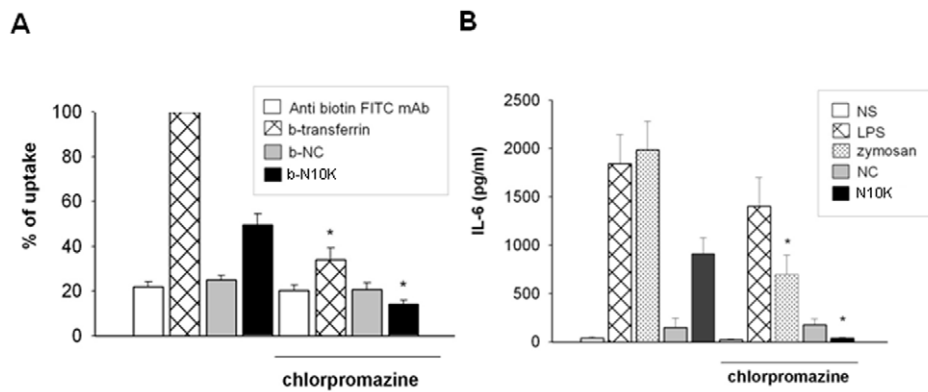 A
% of uptake
100
80
60
40
20
0
Anti biotin FITC mAb
b-transferrin
b-NC
b-N10K
*
*
chlorpromazine
B
IL-6 (pg/ml)
2500
2000
1500
1000
500
0
NS
LPS
zymosan
NC
N10K
*
*
chlorpromazine